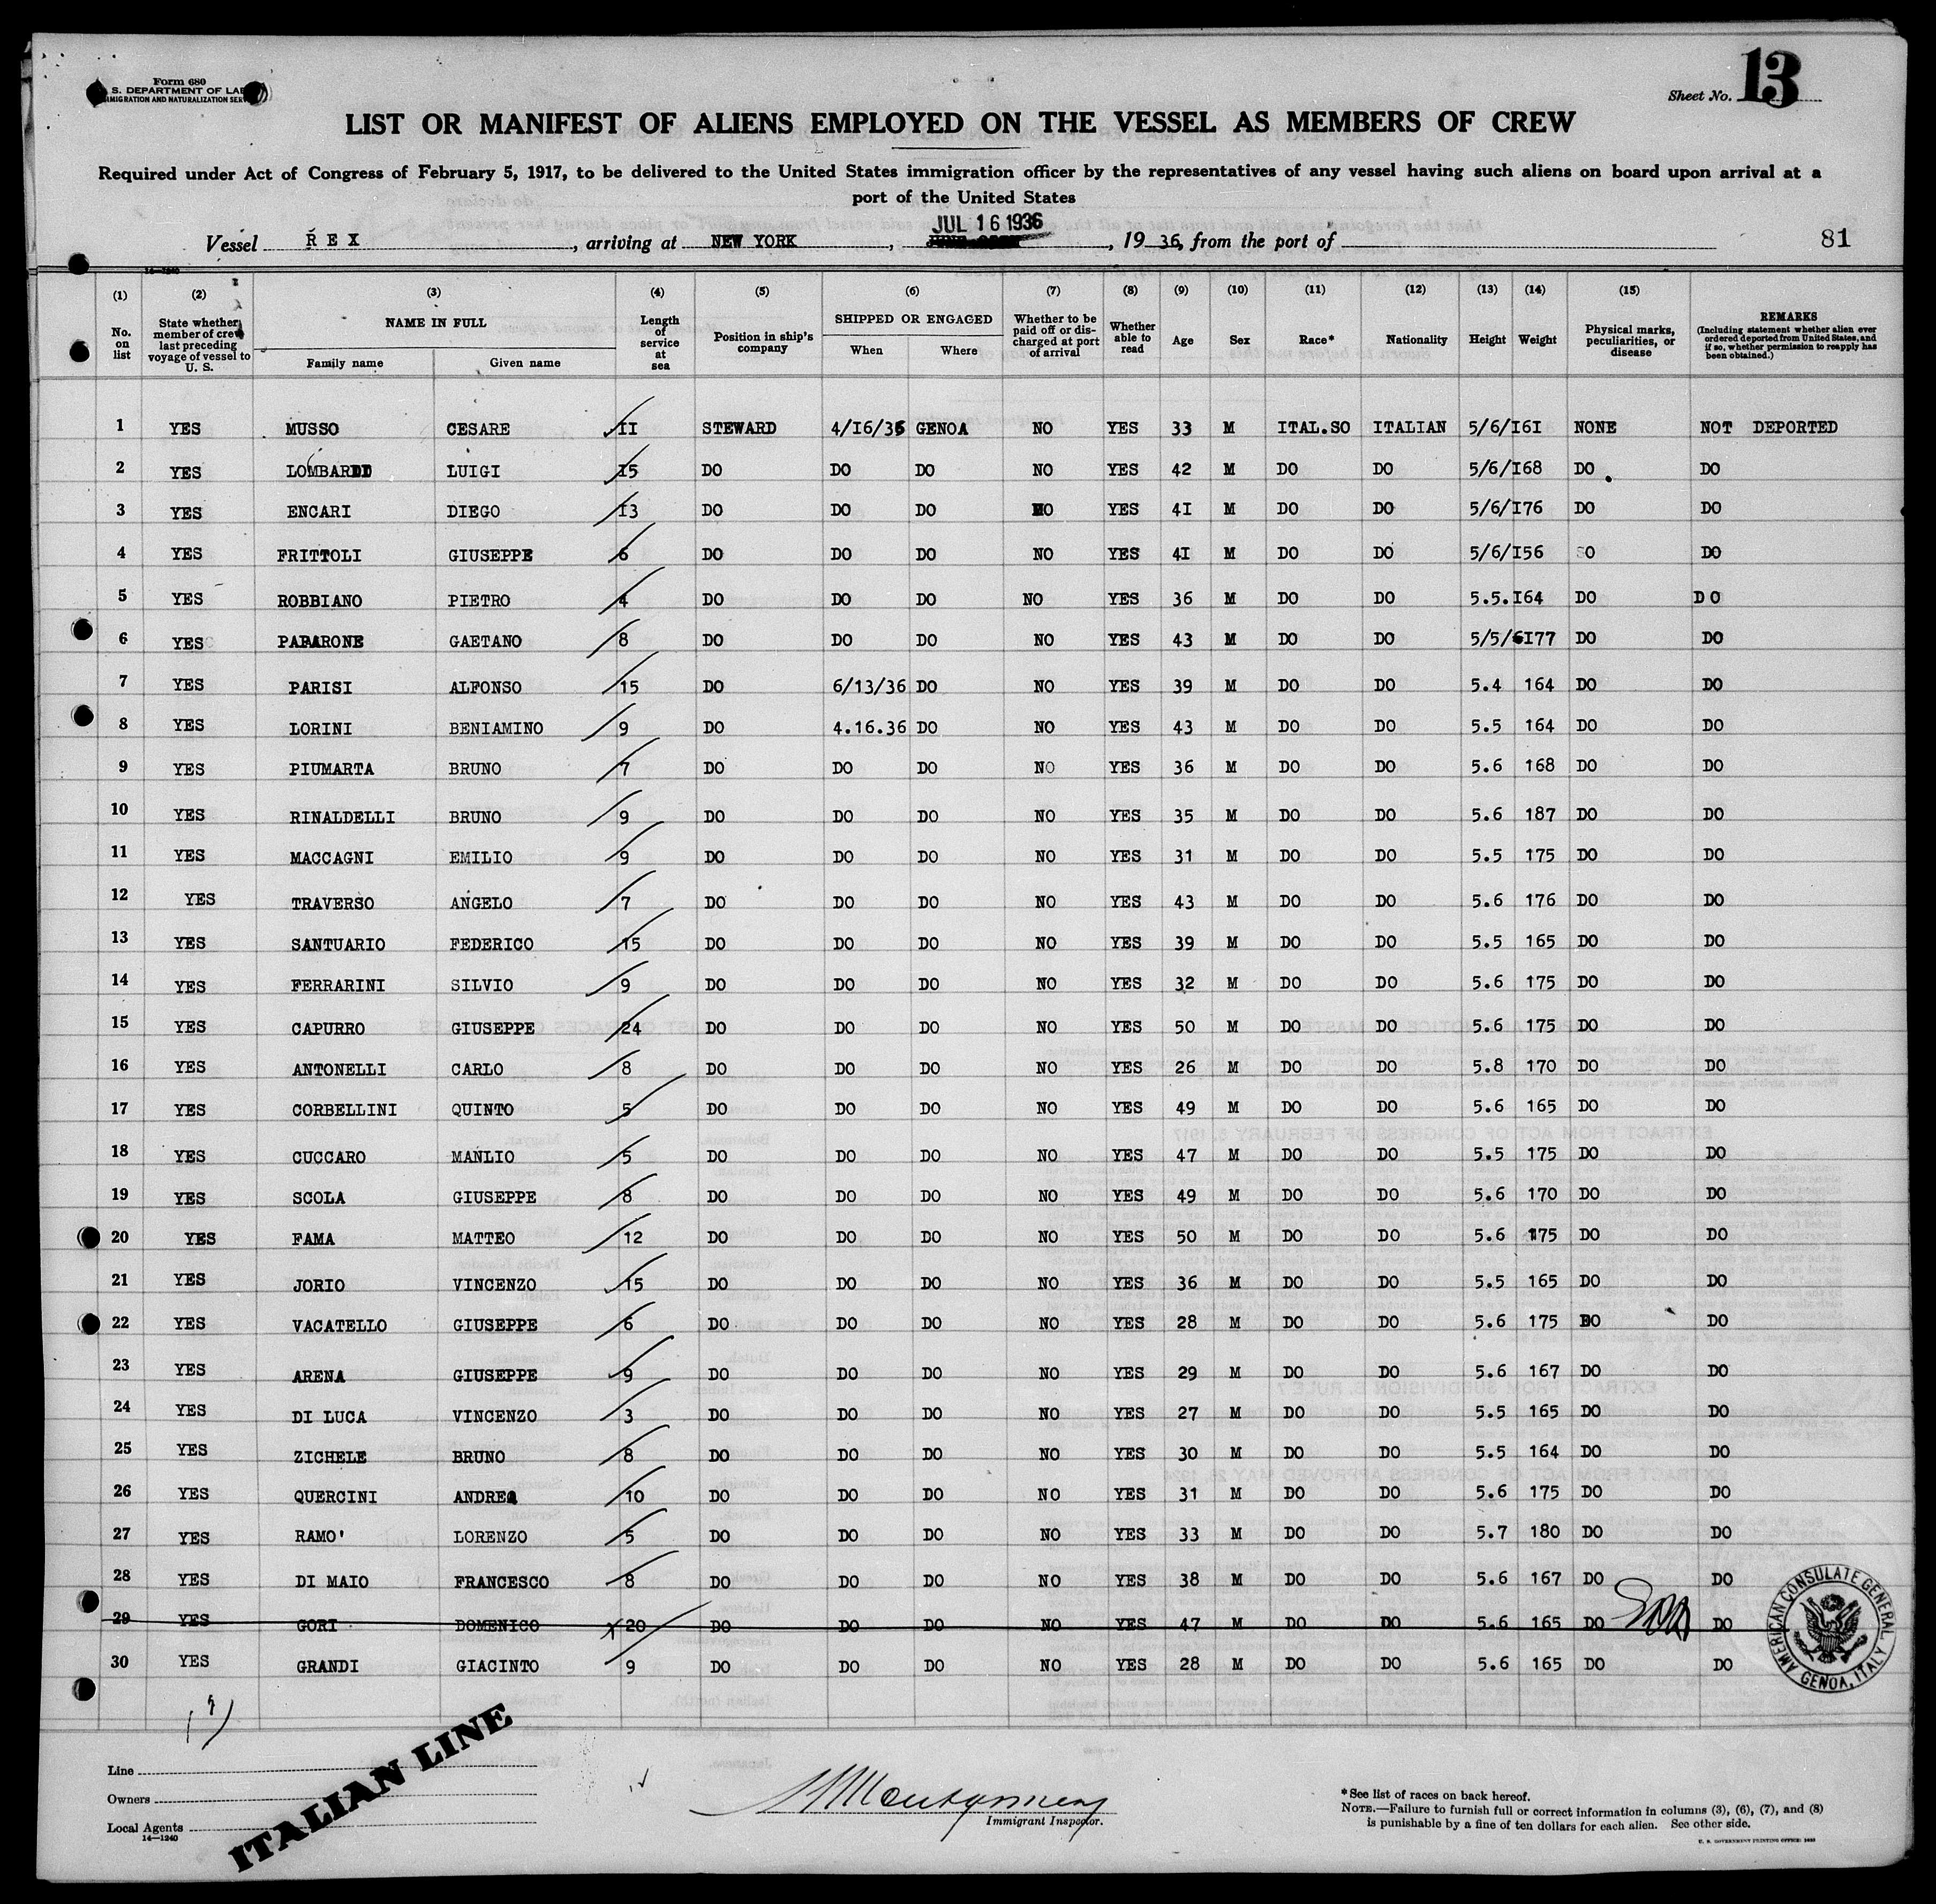 Form 680
S. DEPARTMENT OF LA
IMMIGRATION AND NATURALIZATION SER
Sheet No. 13
LIST OR MANIFEST OF ALIENS EMPLOYED ON THE VESSEL AS MEMBERS OF CREW
Required under Act of Congress of February 5, 1917, to be delivered to the United States immigration officer by the representatives of any vessel having such aliens on board upon arrival at a
port of the United States
JUL 16 1936
Vessel REX, arriving at NEW YORK, , 1936, from the port of
81
14—1240
(1) (2) (3) (4) (5) (6) (7) (8) (9) (10) (11) (12) (13) (14) (15)
No. on list | State whether member of crew last preceding voyage of vessel to U. S. | NAME IN FULL Family name Given name | Length of service at sea | Position in ship's company | SHIPPED OR ENGAGED When Where | Whether to be paid off or discharged at port of arrival | Whether able to read | Age | Sex | Race* | Nationality | Height | Weight | Physical marks, peculiarities, or disease | REMARKS (Including statement whether alien ever ordered deported from United States, and if so, whether permission to reapply has been obtained.)
1 YES MUSSO CESARE II STEWARD 4/I6/36 GENOA NO YES 33 M ITAL.SO ITALIAN 5/6/I6I NONE NOT DEPORTED
2 YES LOMBARDI LUIGI I5 DO DO DO NO YES 42 M DO DO 5/6/I68 DO DO
3 YES ENCARI DIEGO I3 DO DO DO NO YES 4I M DO DO 5/6/I76 DO DO
4 YES FRITTOLI GIUSEPPE 6 DO DO DO NO YES 4I M DO DO 5/6/I56 SO DO
5 YES ROBBIANO PIETRO 4 DO DO DO NO YES 36 M DO DO 5.5.I64 DO DO
6 YES PAPARONE GAETANO 8 DO DO DO NO YES 43 M DO DO 5/5/6I77 DO DO
7 YES PARISI ALFONSO 15 DO 6/13/36 DO NO YES 39 M DO DO 5.4 164 DO DO
8 YES LORINI BENIAMINO 9 DO 4.16.36 DO NO YES 43 M DO DO 5.5 164 DO DO
9 YES PIUMARTA BRUNO 7 DO DO DO NO YES 36 M DO DO 5.6 168 DO DO
10 YES RINALDELLI BRUNO 9 DO DO DO NO YES 35 M DO DO 5.6 187 DO DO
11 YES MACCAGNI EMILIO 9 DO DO DO NO YES 31 M DO DO 5.5 175 DO DO
12 YES TRAVERSO ANGELO 7 DO DO DO NO YES 43 M DO DO 5.6 176 DO DO
13 YES SANTUARIO FEDERICO 15 DO DO DO NO YES 39 M DO DO 5.5 165 DO DO
14 YES FERRARINI SILVIO 9 DO DO DO NO YES 32 M DO DO 5.6 175 DO DO
15 YES CAPURRO GIUSEPPE 24 DO DO DO NO YES 50 M DO DO 5.6 175 DO DO
16 YES ANTONELLI CARLO 8 DO DO DO NO YES 26 M DO DO 5.8 170 DO DO
17 YES CORBELLINI QUINTO 5 DO DO DO NO YES 49 M DO DO 5.6 165 DO DO
18 YES CUCCARO MANLIO 5 DO DO DO NO YES 47 M DO DO 5.5 175 DO DO
19 YES SCOLA GIUSEPPE 8 DO DO DO NO YES 49 M DO DO 5.6 170 DO DO
20 YES FAMA MATTEO 12 DO DO DO NO YES 50 M DO DO 5.6 175 DO DO
21 YES JORIO VINCENZO 15 DO DO DO NO YES 36 M DO DO 5.5 165 DO DO
22 YES VACATELLO GIUSEPPE 6 DO DO DO NO YES 28 M DO DO 5.6 175 DO DO
23 YES ARENA GIUSEPPE 9 DO DO DO NO YES 29 M DO DO 5.6 167 DO DO
24 YES DI LUCA VINCENZO 3 DO DO DO NO YES 27 M DO DO 5.5 165 DO DO
25 YES ZICHELE BRUNO 8 DO DO DO NO YES 30 M DO DO 5.5 164 DO DO
26 YES QUERCINI ANDREA 10 DO DO DO NO YES 31 M DO DO 5.6 175 DO DO
27 YES RAMO' LORENZO 5 DO DO DO NO YES 33 M DO DO 5.7 180 DO DO
28 YES DI MAIO FRANCESCO 8 DO DO DO NO YES 38 M DO DO 5.6 167 DO DO
29 YES GORI DOMENICO 20 DO DO DO NO YES 47 M DO DO 5.6 165 DO DO
30 YES GRANDI GIACINTO 9 DO DO DO NO YES 28 M DO DO 5.6 165 DO DO
AMERICAN CONSULATE GENERAL GENOA, ITALY
Line
Owners
Local Agents
14—1240
ITALIAN LINE
Montgomery
Immigrant Inspector.
*See list of races on back hereof.
NOTE.—Failure to furnish full or correct information in columns (3), (6), (7), and (8)
is punishable by a fine of ten dollars for each alien. See other side.
U. S. GOVERNMENT PRINTING OFFICE